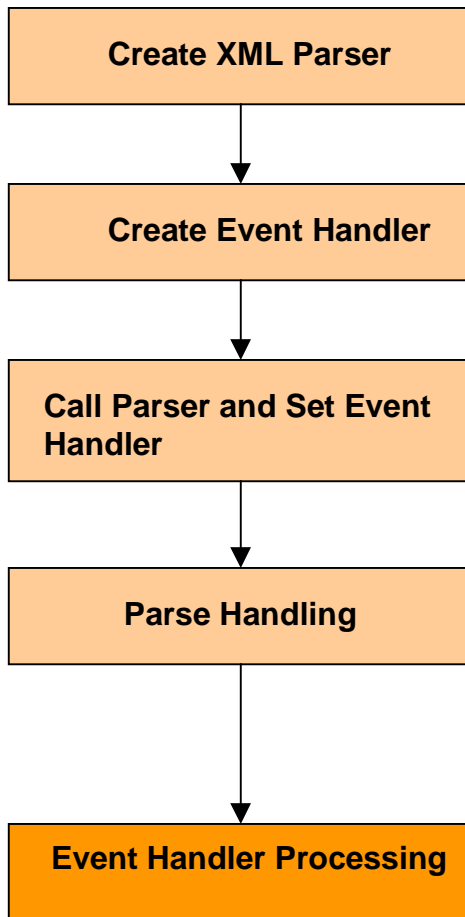 Create XML Parser
Create Event Handler
Call Parser and Set Event
Handler
Parse Handling
Event Handler Processing